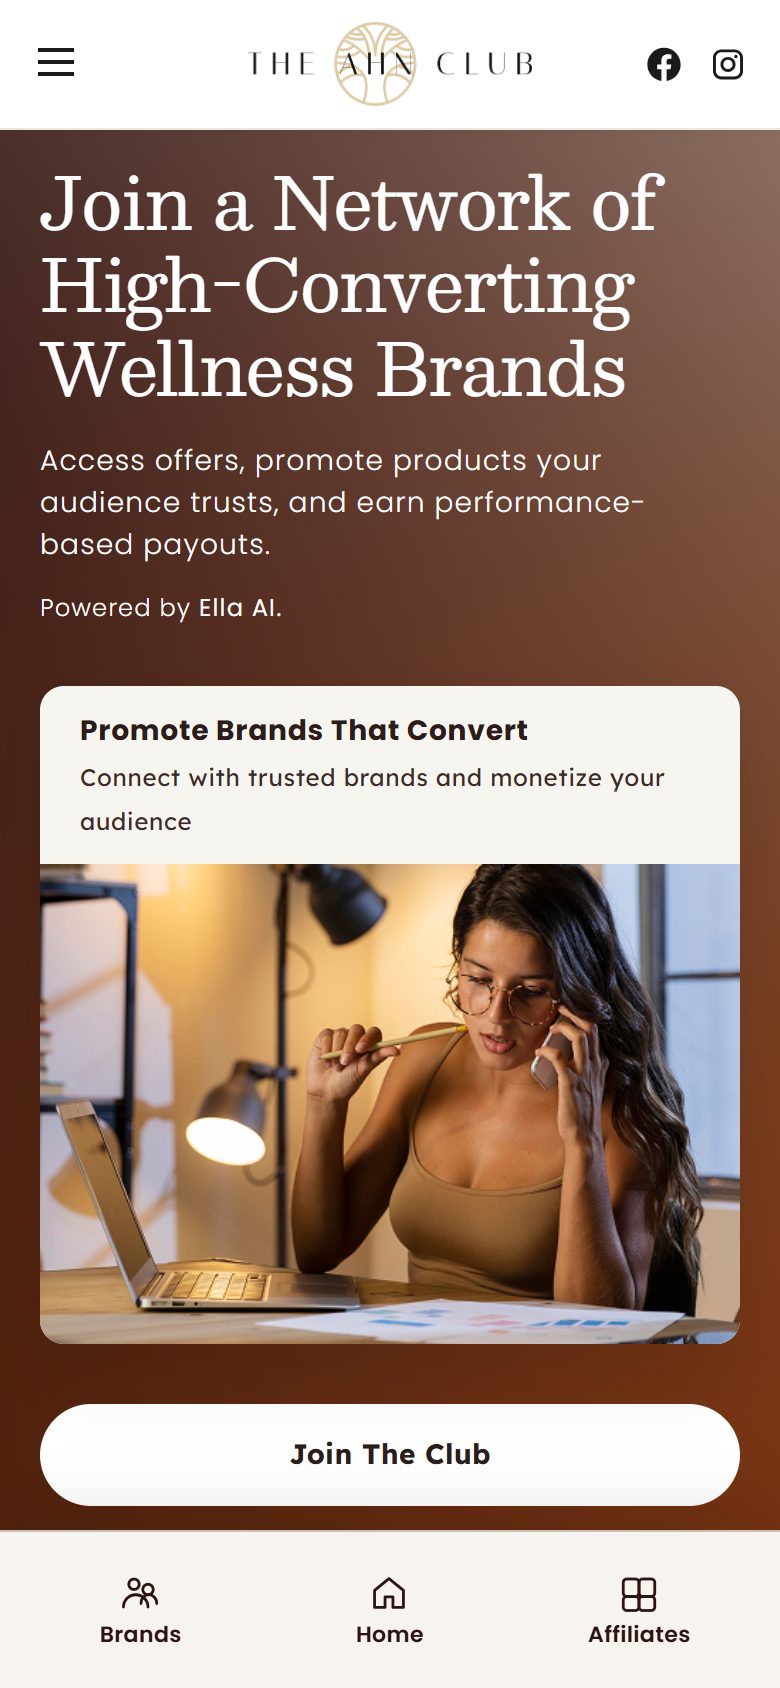 THE AHN CLUB
Join a Network of
High-Converting
Wellness Brands
Access offers, promote products your
audience trusts, and earn performance-
based payouts.
Powered by Ella AI.
Promote Brands That Convert
Connect with trusted brands and monetize your
audience
Join The Club
Brands
Home
Affiliates